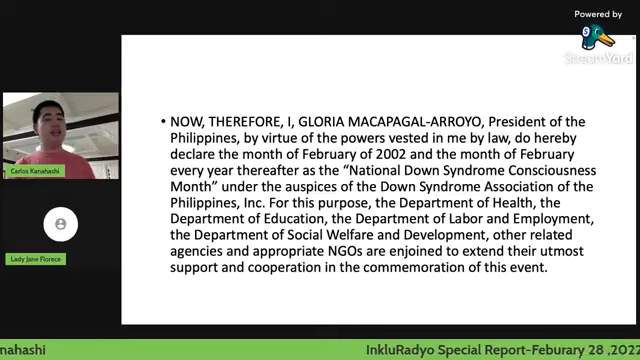 Powered by
StreamYard
• NOW, THEREFORE, I, GLORIA MACAPAGAL-ARROYO, President of the
Philippines, by virtue of the powers vested in me by law, do hereby
declare the month of February of 2002 and the month of February
every year thereafter as the “National Down Syndrome Consciousness
Month” under the auspices of the Down Syndrome Association of the
Philippines, Inc. For this purpose, the Department of Health, the
Department of Education, the Department of Labor and Employment,
the Department of Social Welfare and Development, other related
agencies and appropriate NGOs are enjoined to extend their utmost
support and cooperation in the commemoration of this event.
Carlos Kanahashi
Lady Jane Florece
nahashi
InkluRadyo Special Report-Feburary 28 ,2022